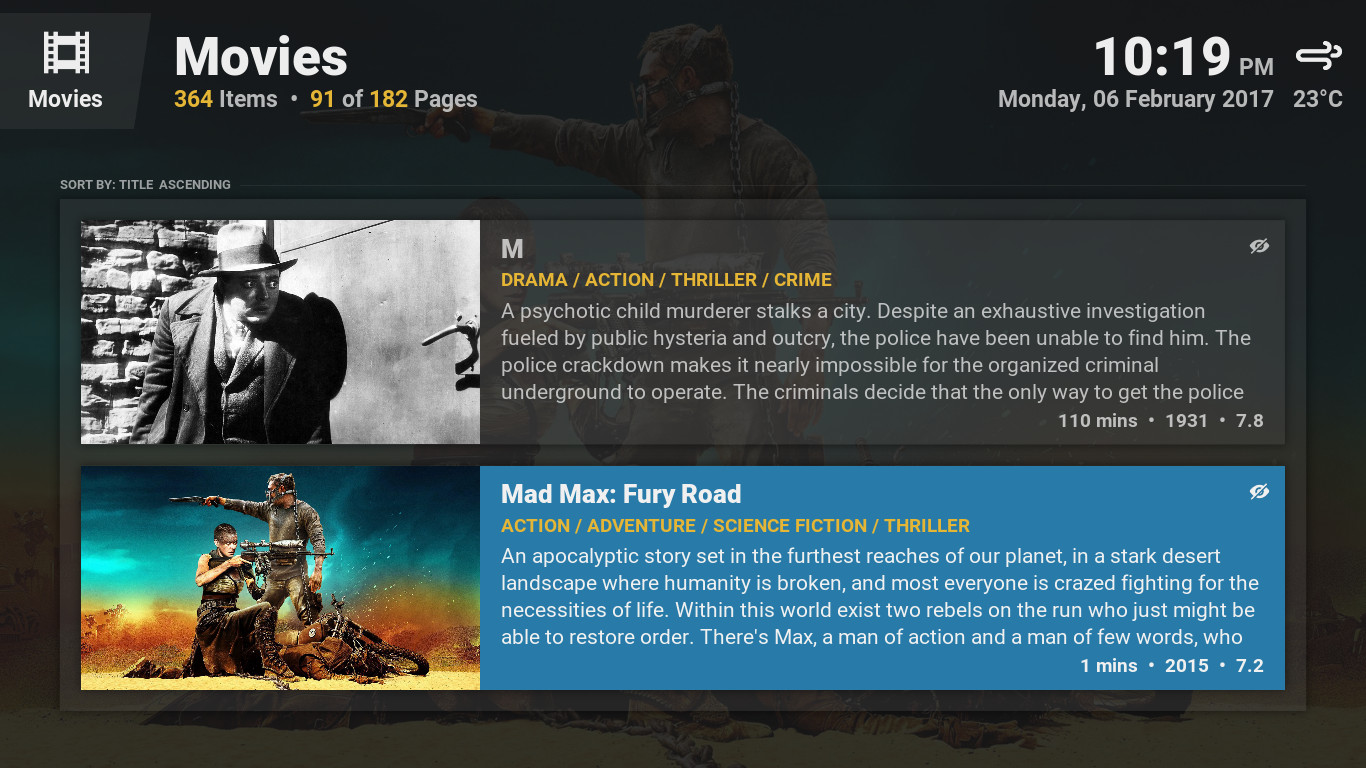 Movies
Movies
364 Items • 91 of 182 Pages
10:19 PM
Monday, 06 February 2017
23°C
SORT BY: TITLE ASCENDING
M
DRAMA / ACTION / THRILLER / CRIME
A psychotic child murderer stalks a city. Despite an exhaustive investigation
fueled by public hysteria and outcry, the police have been unable to find him. The
police crackdown makes it nearly impossible for the organized criminal
underground to operate. The criminals decide that the only way to get the police
110 mins • 1931 • 7.8
Mad Max: Fury Road
ACTION / ADVENTURE / SCIENCE FICTION / THRILLER
An apocalyptic story set in the furthest reaches of our planet, in a stark desert
landscape where humanity is broken, and most everyone is crazed fighting for the
necessities of life. Within this world exist two rebels on the run who just might be
able to restore order. There's Max, a man of action and a man of few words, who
1 mins • 2015 • 7.2